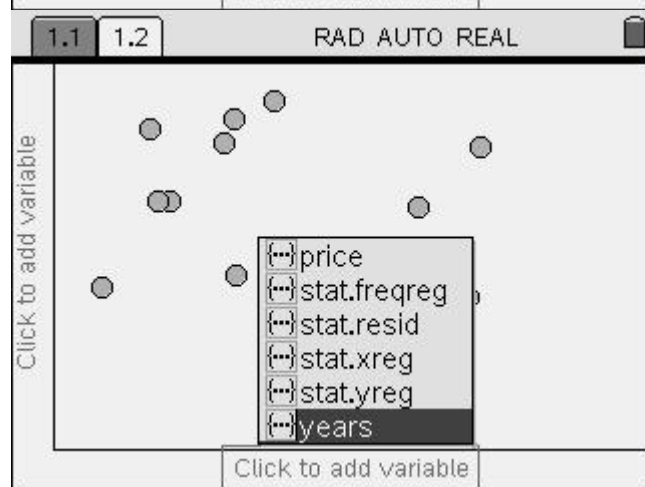 1.1 1.2 RAD AUTO REAL
Click to add variable
price
stat.freqreg
stat.resid
stat.xreg
stat.yreg
years
Click to add variable